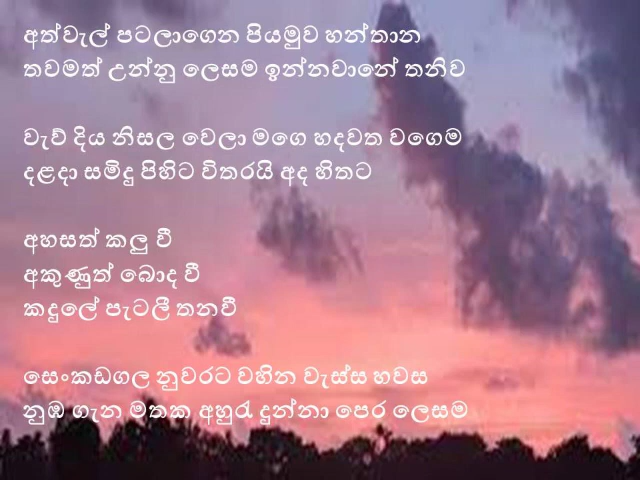 අත්වැල් පටලාගෙන පියමුව හන්තාන
තවමත් උන්නු ලෙසම ඉන්නවානේ තනිව
වැව් දිය නිසල වෙලා මගෙ හදවත වගෙම
දළදා සමිඳු පිහිට විතරයි අද හිතට
අහසත් කලු වී
අකුණුත් බොද වී
කඳුලේ පැටලී තනවී
සෙංකඩගල නුවරට වහින වැස්ස හවස
නුඹ ගැන මතක අහුරැ දුන්නා පෙර ලෙසම